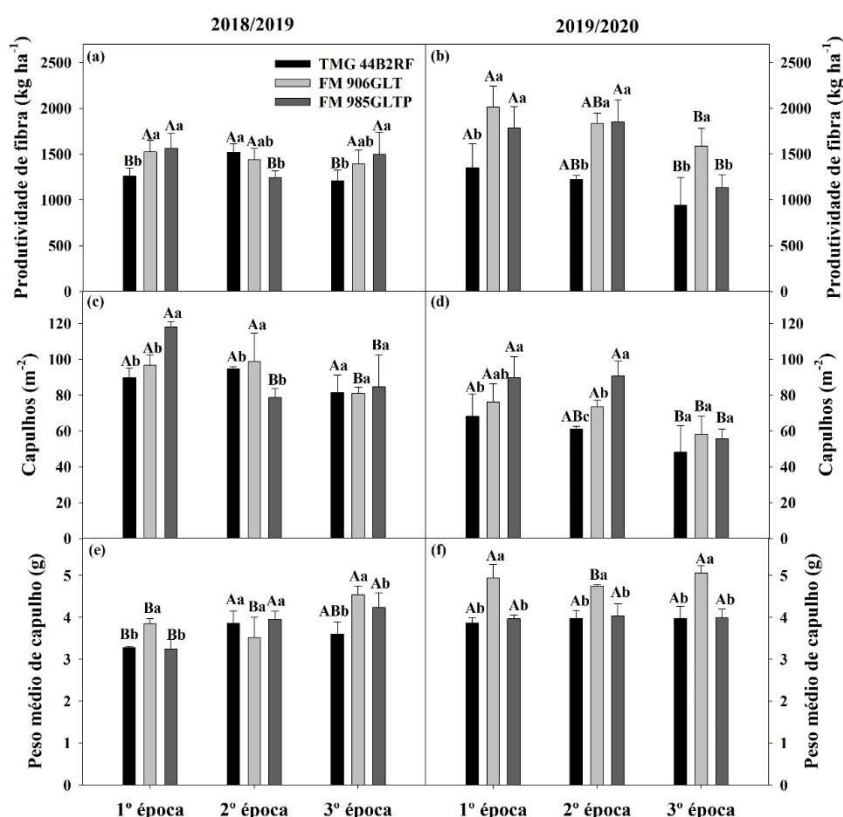 2018/2019
2019/2020
(a)
TMG 44B2RF
FM 906GLT
FM 985GLTP
Produtividade de fibra (kg ha-1)
2500
2000
1500
1000
500
0
Bb Aa Aa
Aa Aab Bb
Bb Aab Aa
(b)
Ab Aa Aa
ABb ABa Aa
Bb Ba Bb
2500
2000
1500
1000
500
0
Produtividade de fibra (kg ha-1)
(c)
Capulhos (m-2)
120
100
80
60
40
20
0
Ab Ab Aa
Ab Aa Bb
Aa Ba Ba
(d)
Ab Aab Aa
ABc Ab Aa
Ba Ba Ba
120
100
80
60
40
20
0
Capulhos (m-2)
(e)
Peso médio de capulho (g)
5
4
3
2
1
0
Bb Ba Bb
Aa Ba Aa
ABb Aa Ab
(f)
Ab Aa Ab
Ab Ba Ab
Ab Aa Ab
5
4
3
2
1
0
Peso médio de capulho (g)
1º época 2º época 3º época
1º época 2º época 3º época